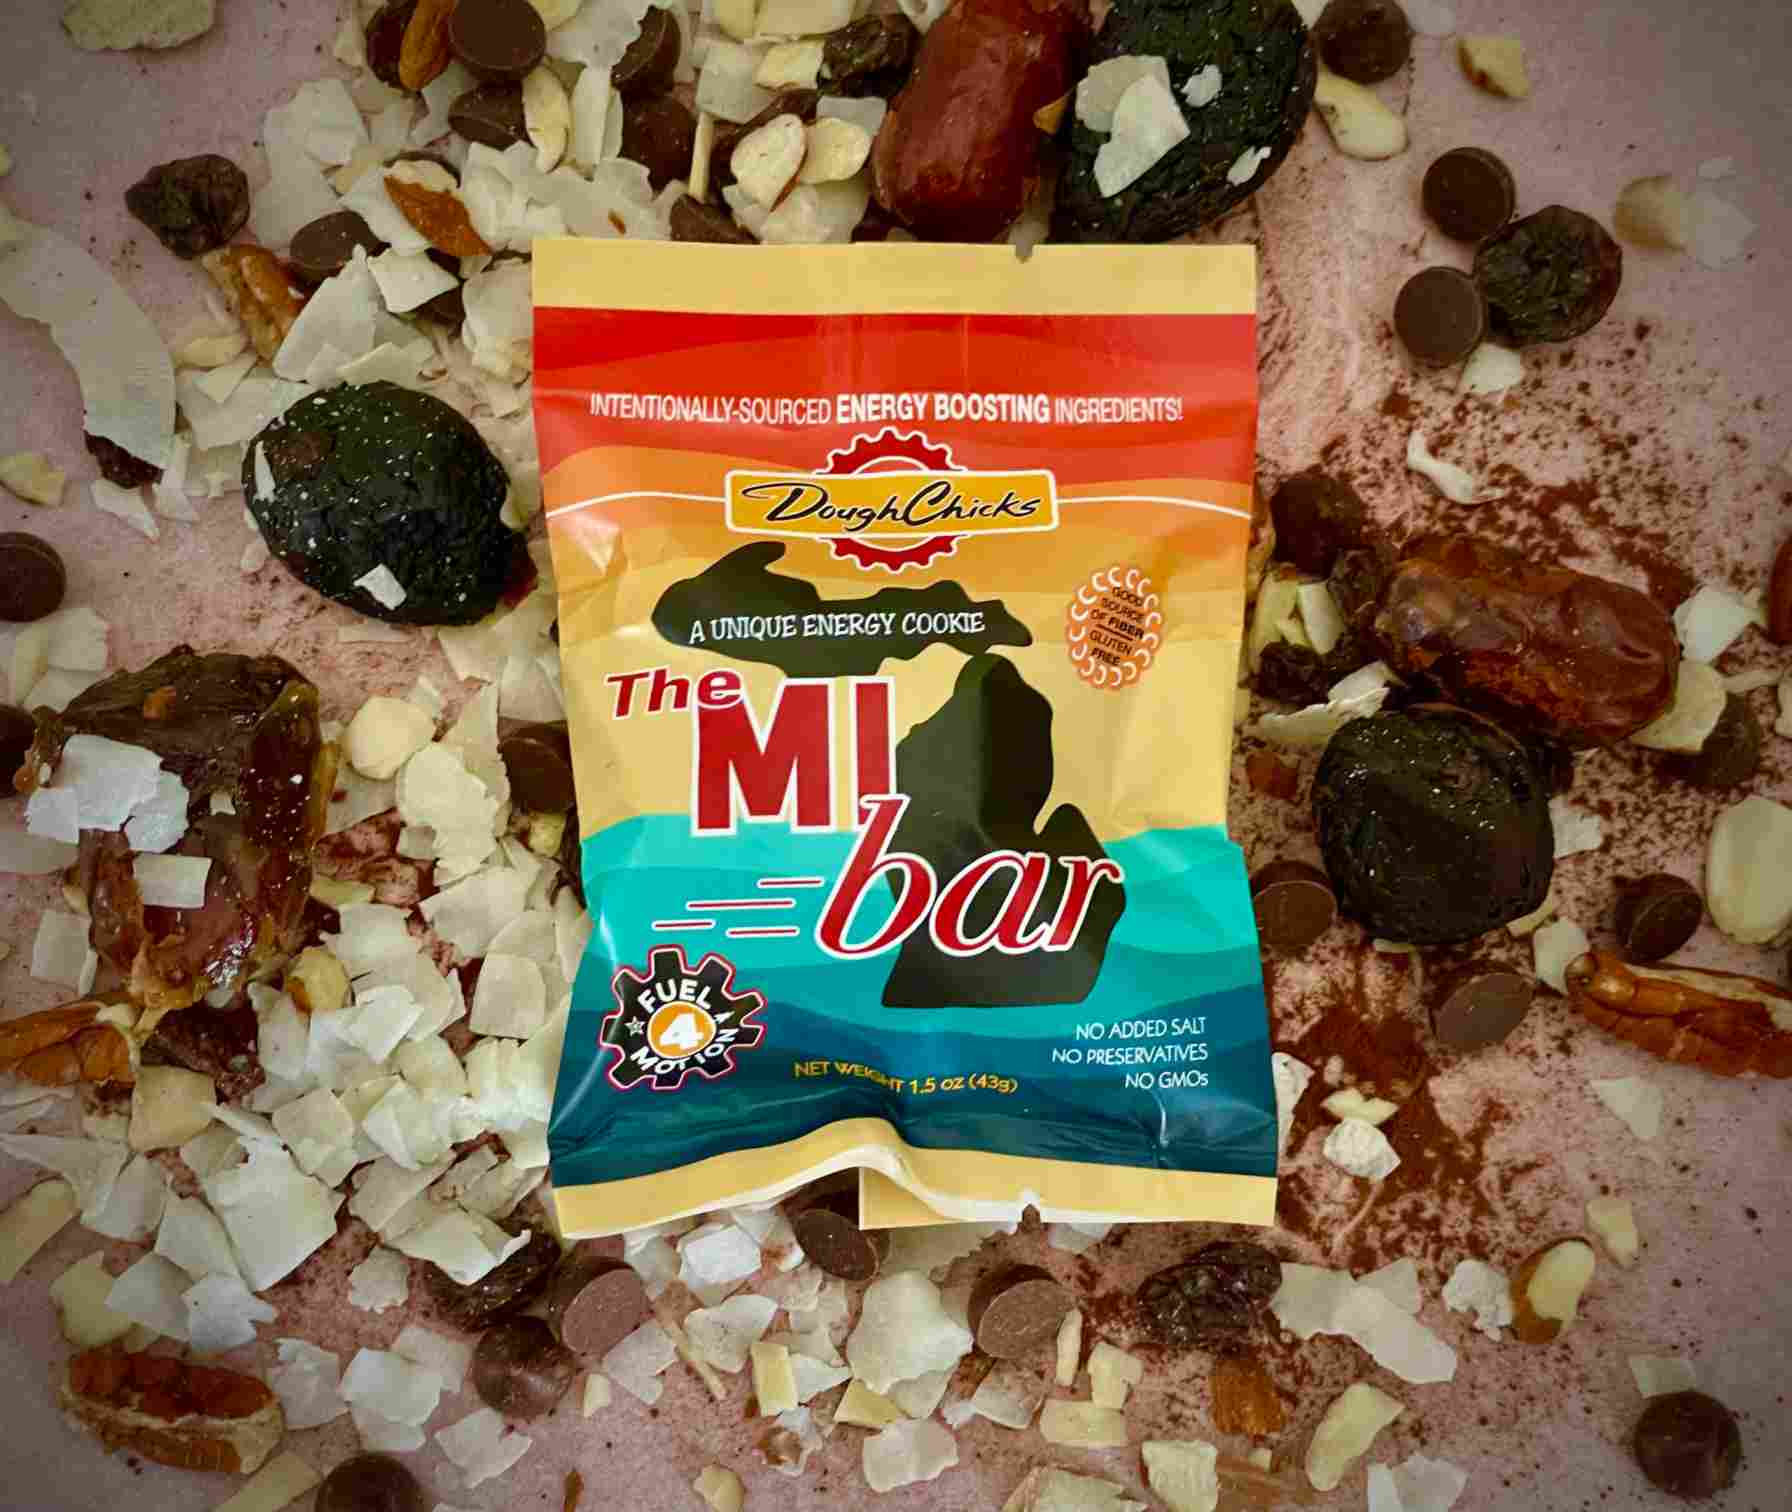 INTENTIONALLY-SOURCED ENERGY BOOSTING INGREDIENTS!
DoughChicks
A UNIQUE ENERGY COOKIE
GOOD
SOURCE
OF FIBER
GLUTEN
FREE
The
MI
bar
FUEL
4
MOTION
NO ADDED SALT
NO PRESERVATIVES
NO GMOs
NET WEIGHT 1.5 oz (43g)